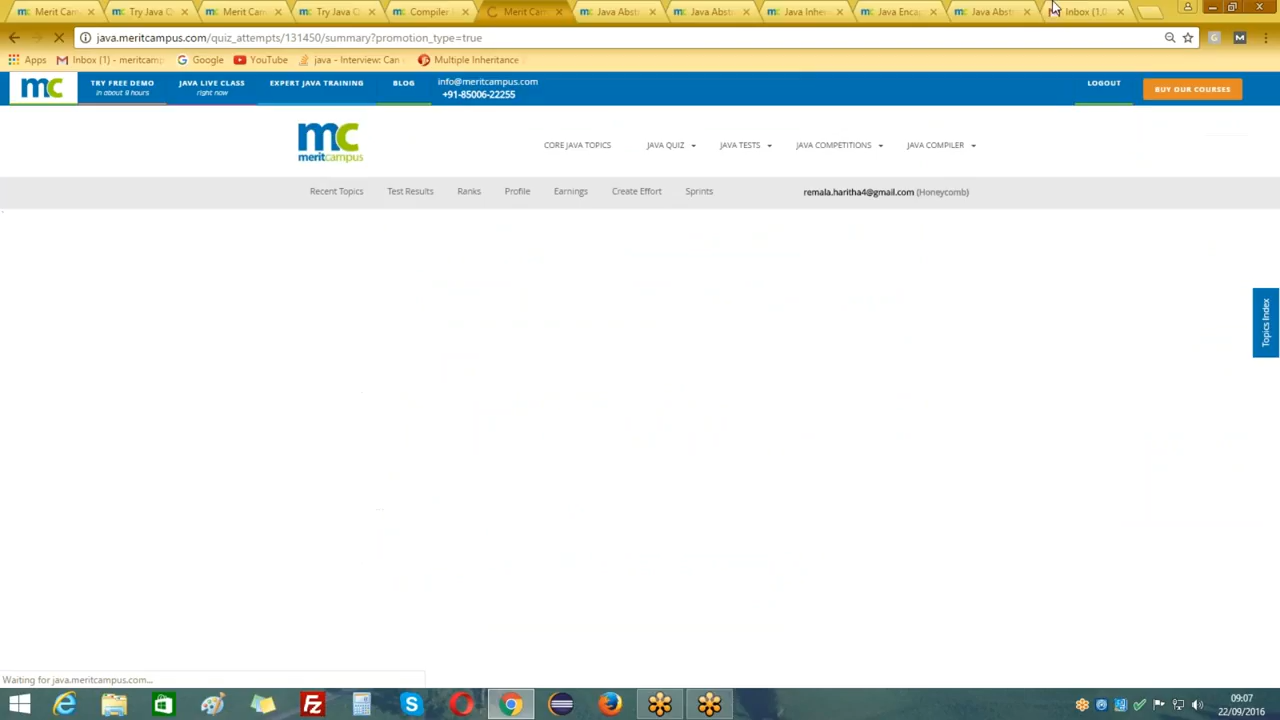 Merit Cam
Try Java Q
Merit Cam
Try Java C
Compiler A
Merit Cam
Java Abst
Java Abst
Java Inhe
Java Enca
Java Abst
Inbox (1,0
java.meritcampus.com/quiz_attempts/131450/summary?promotion_type=true
Apps
Inbox (1) - meritcamp
Google
YouTube
java - Interview: Can
Multiple Inheritance
mc
TRY FREE DEMO
in about 9 hours
JAVA LIVE CLASS
right now
EXPERT JAVA TRAINING
BLOG
info@meritcampus.com
+91-85006-22255
LOGOUT
BUY OUR COURSES
mc
meritcampus
CORE JAVA TOPICS
JAVA QUIZ
JAVA TESTS
JAVA COMPETITIONS
JAVA COMPILER
Recent Topics
Test Results
Ranks
Profile
Earnings
Create Effort
Sprints
remala.haritha4@gmail.com (Honeycomb)
Topics Index
Waiting for java.meritcampus.com...
09:07
22/09/2016